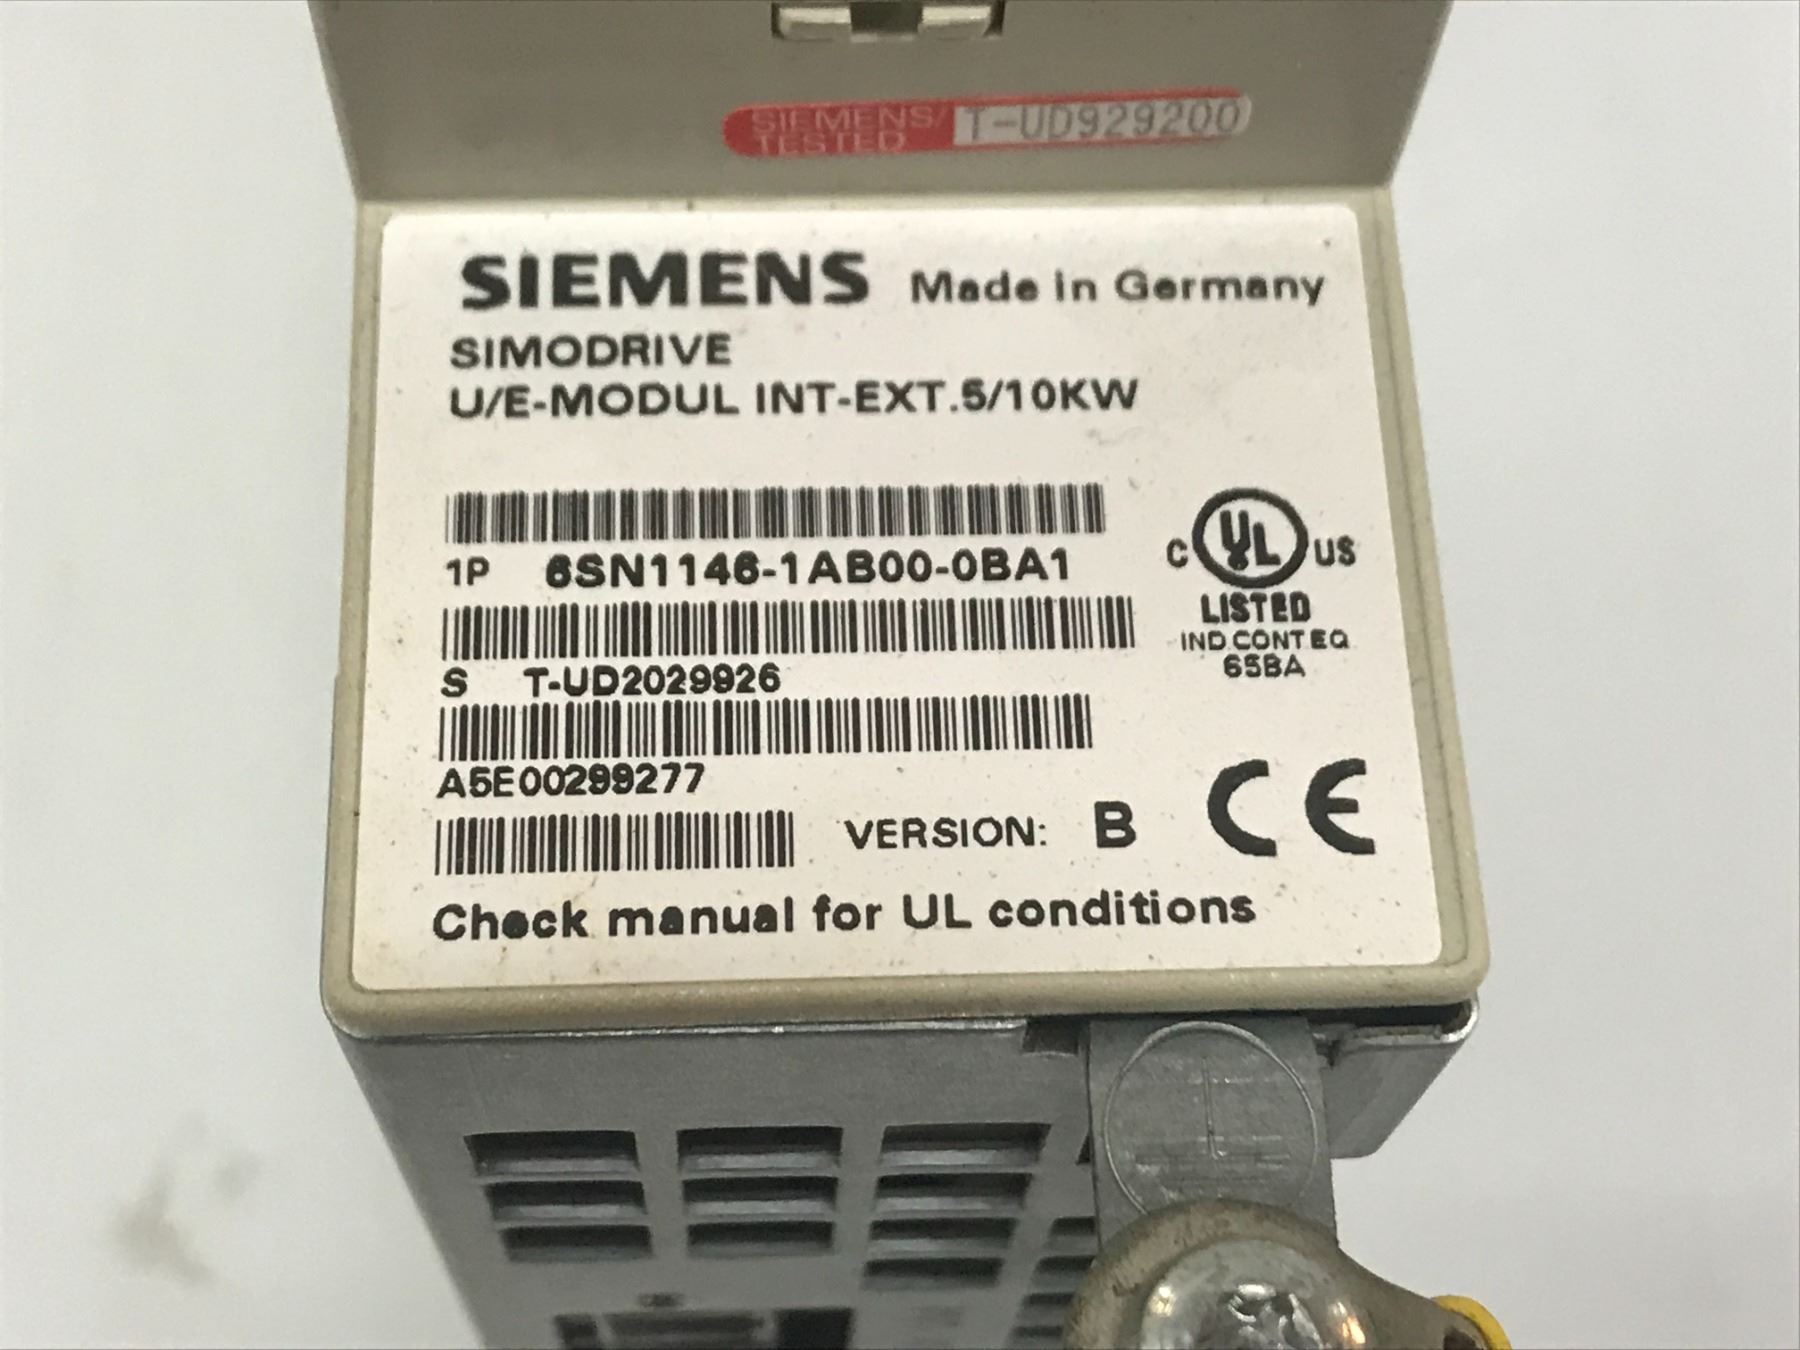 SIEMENS/ T-UD929200
TESTED
SIEMENS Made in Germany
SIMODRIVE
U/E-MODUL INT-EXT.5/10KW
1P 6SN1146-1AB00-0BA1
C UL US
LISTED
IND.CONT.EQ
65BA
S T-UD2029926
A5E00299277
VERSION: B CE
Check manual for UL conditions